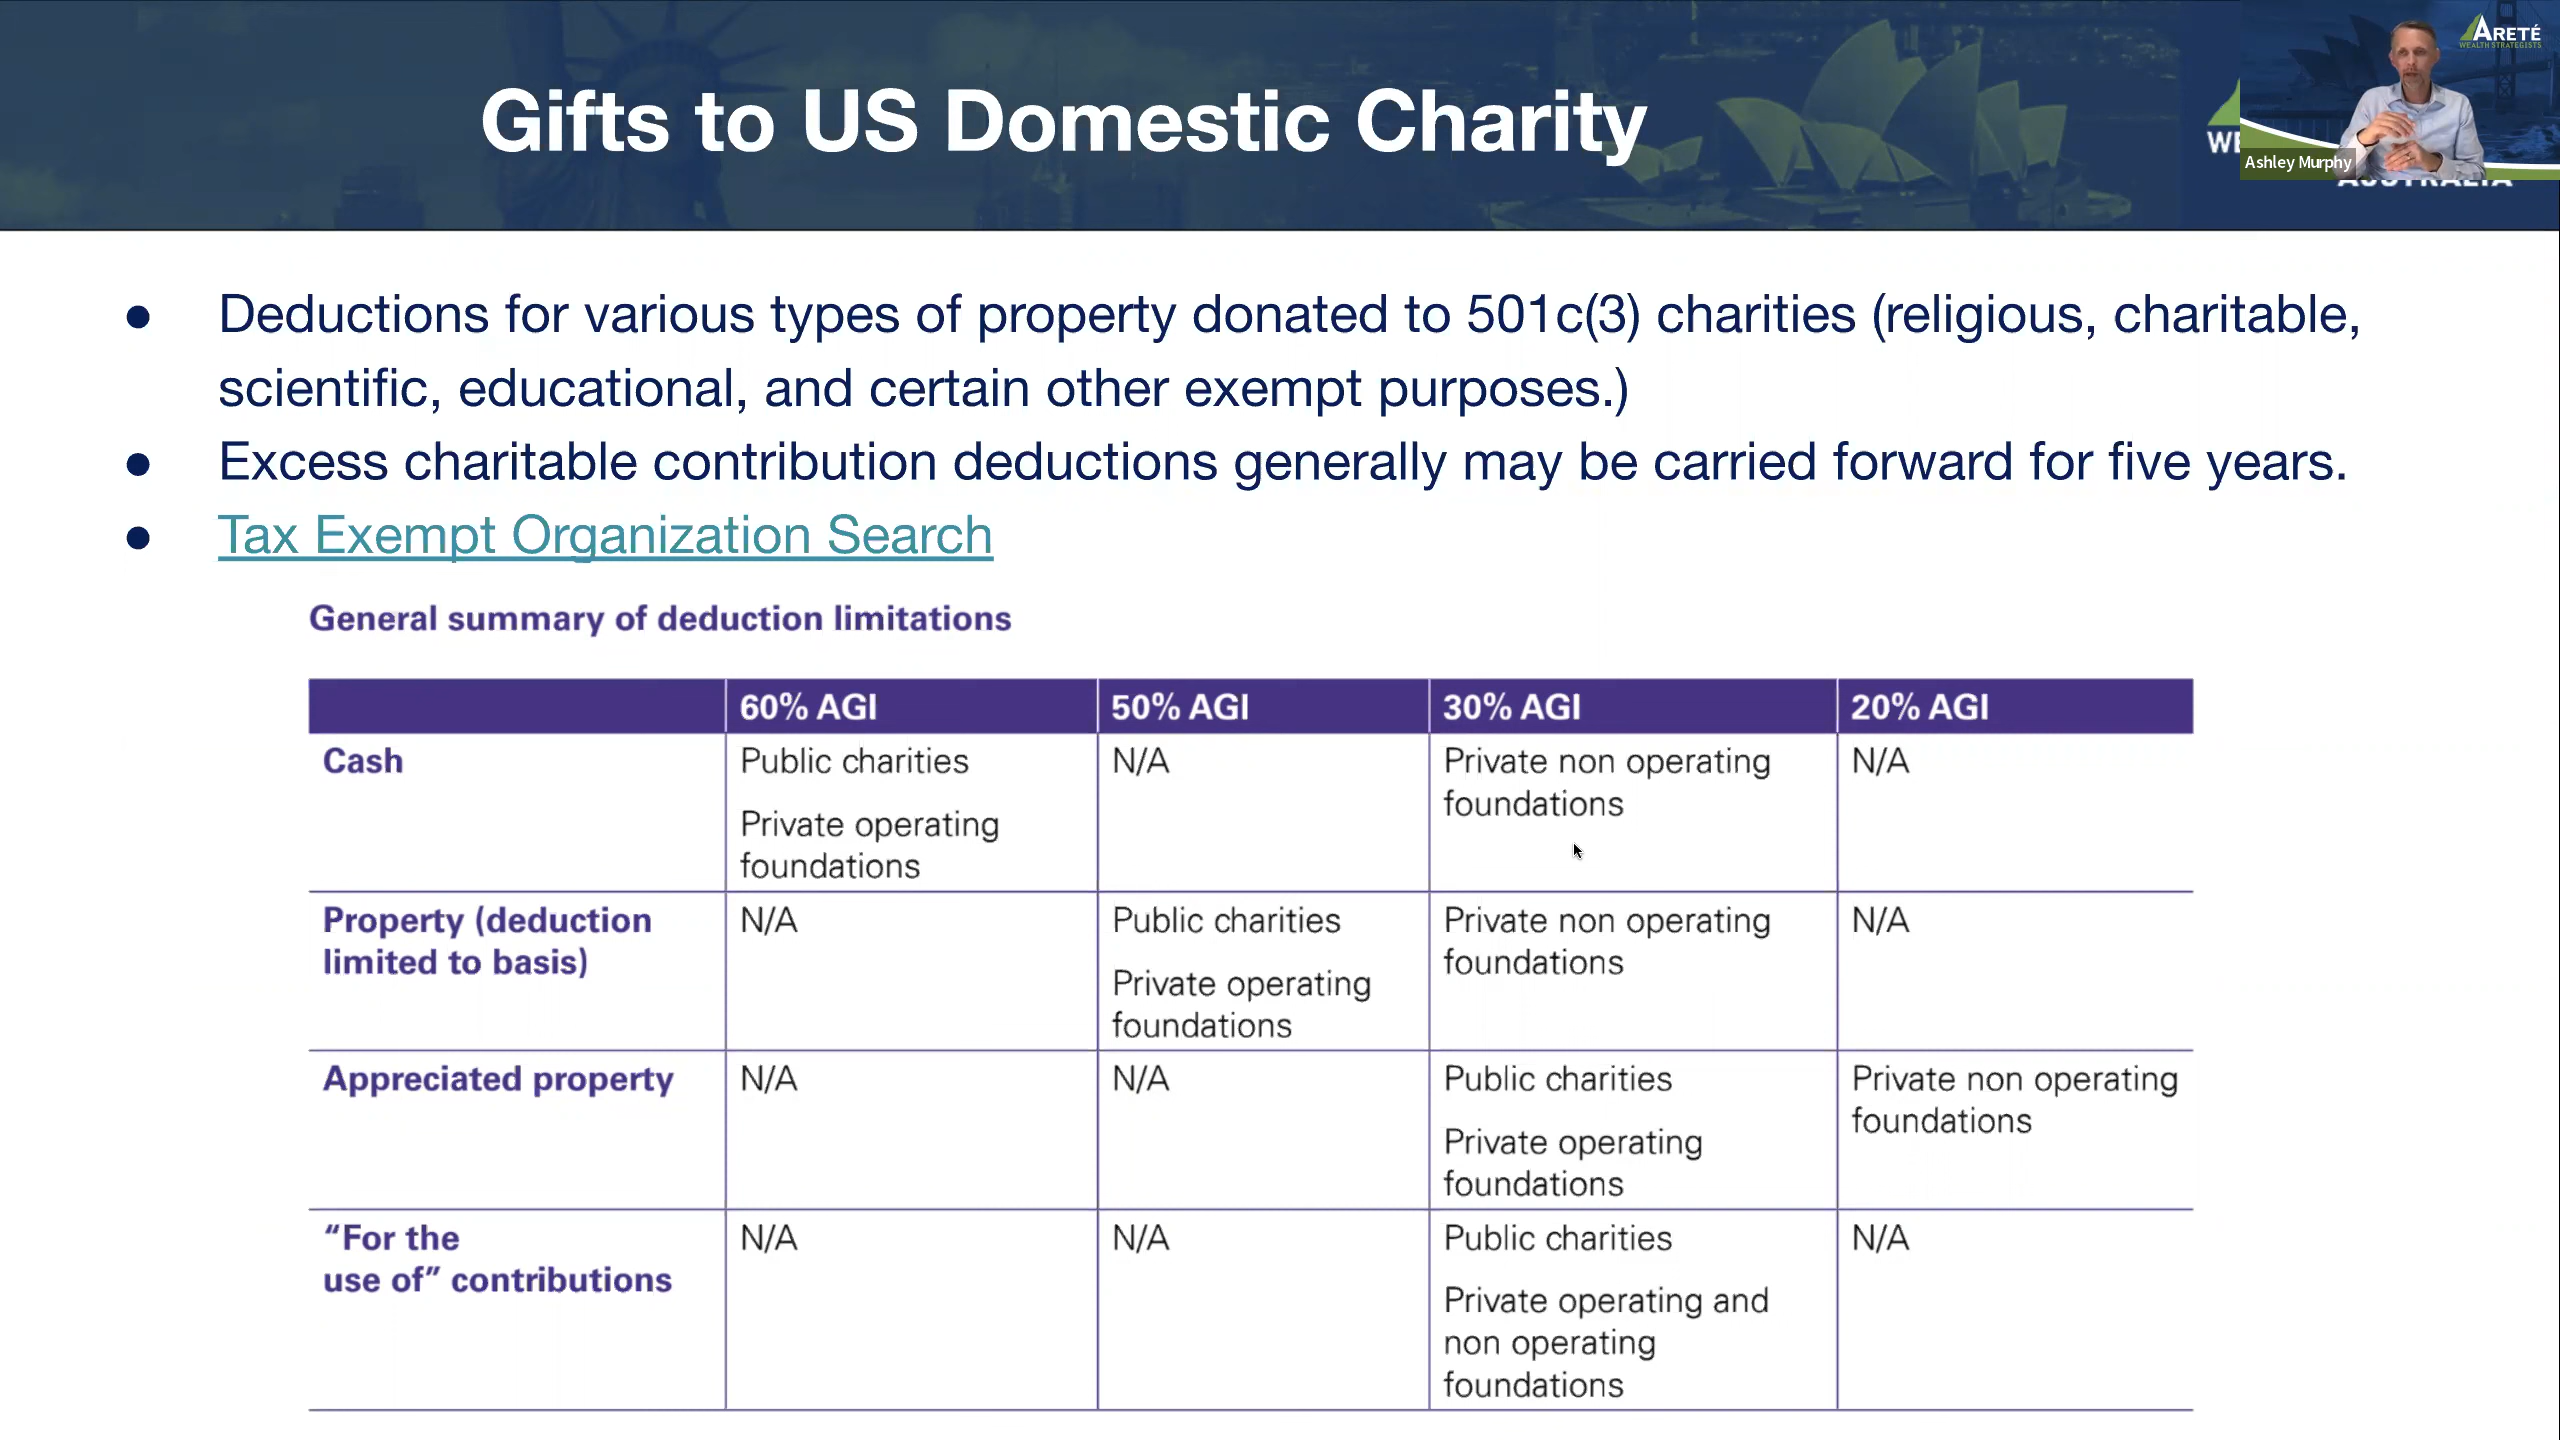 Gifts to US Domestic Charity
ARETÉ
WEALTH STRATEGISTS
Ashley Murphy
● Deductions for various types of property donated to 501c(3) charities (religious, charitable,
scientific, educational, and certain other exempt purposes.)
● Excess charitable contribution deductions generally may be carried forward for five years.
● Tax Exempt Organization Search
General summary of deduction limitations
60% AGI 50% AGI 30% AGI 20% AGI
Cash
Public charities
Private operating
foundations
N/A
Private non operating
foundations
N/A
Property (deduction
limited to basis)
N/A
Public charities
Private operating
foundations
Private non operating
foundations
N/A
Appreciated property
N/A
N/A
Public charities
Private operating
foundations
Private non operating
foundations
“For the
use of” contributions
N/A
N/A
Public charities
Private operating and
non operating
foundations
N/A